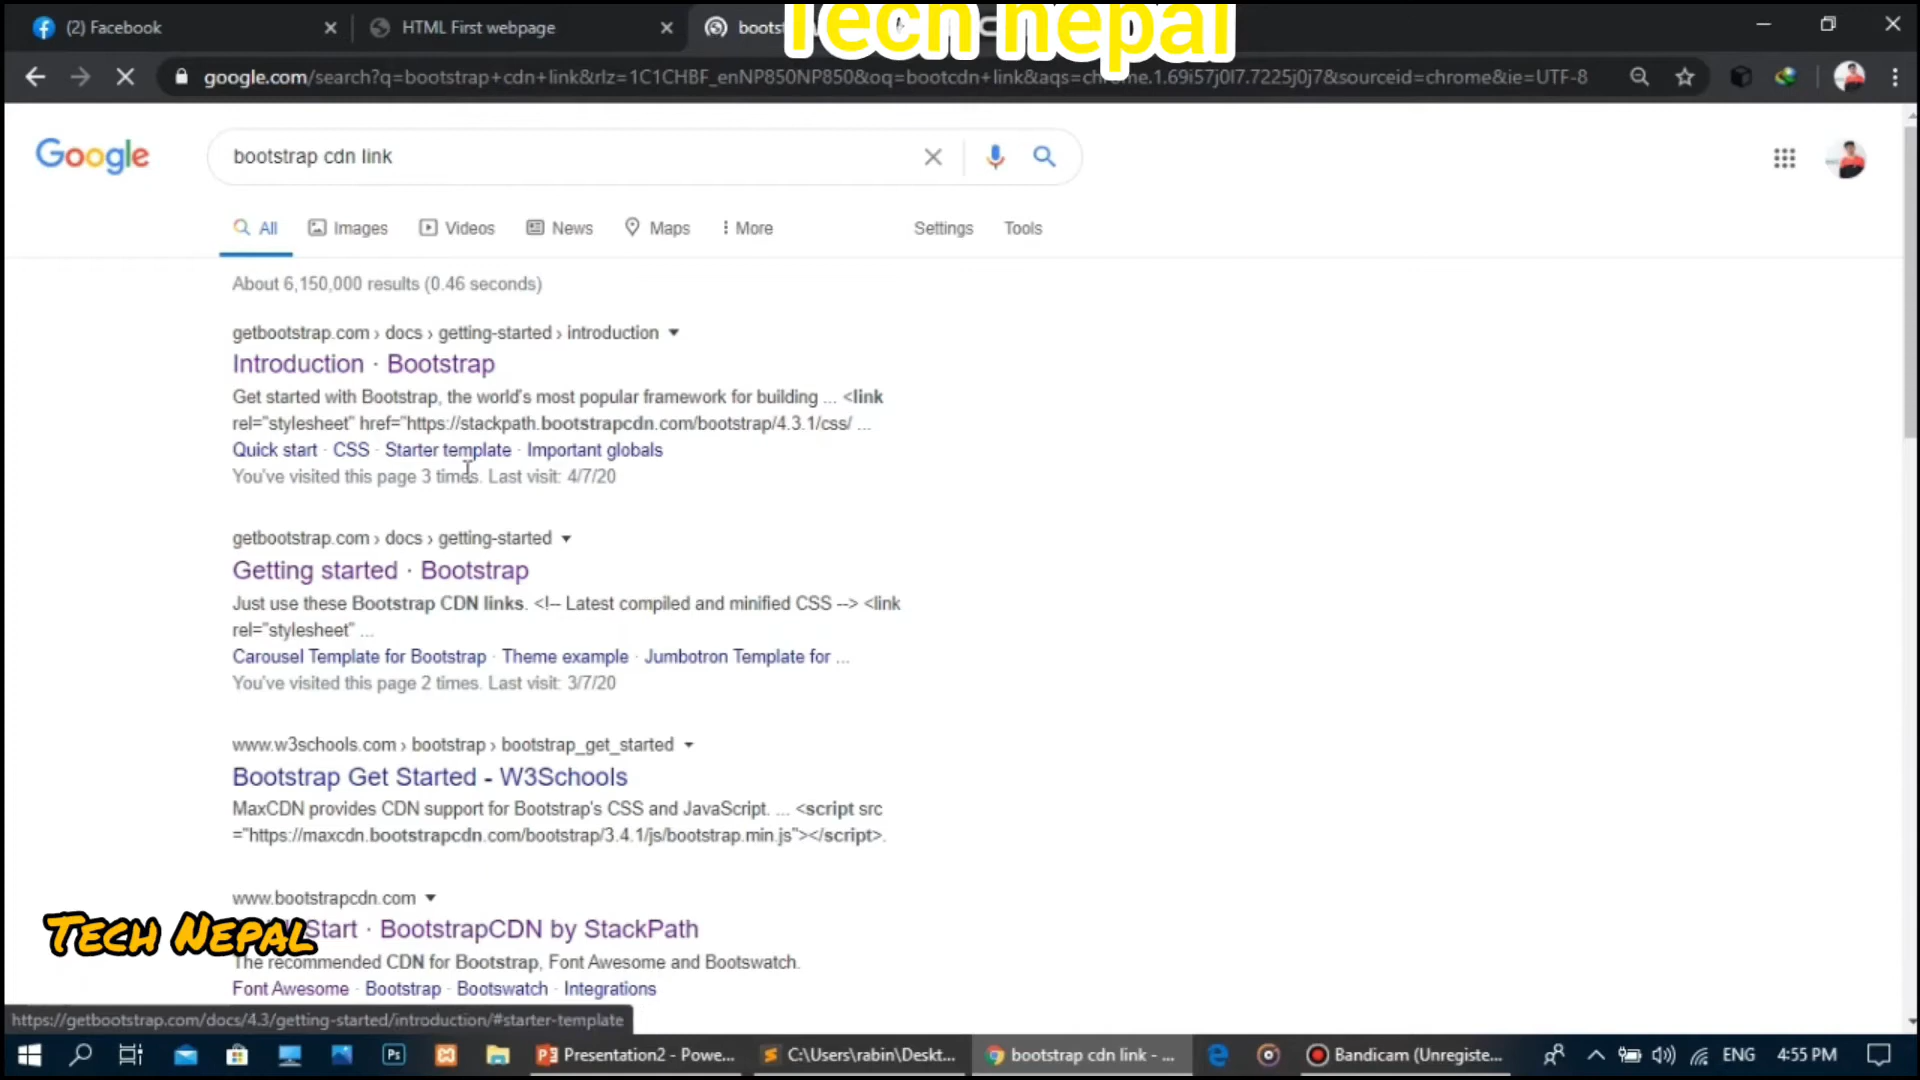 Tech nepal
(2) Facebook
HTML First webpage
boots
google.com/search?q=bootstrap+cdn+link&rlz=1C1CHBF_enNP850NP850&oq=bootcdn+link&aqs=chrome.1.69i57j0l7.7225j0j7&sourceid=chrome&ie=UTF-8
Google
bootstrap cdn link
All
Images
Videos
News
Maps
More
Settings
Tools
About 6,150,000 results (0.46 seconds)
getbootstrap.com › docs › getting-started › introduction
Introduction · Bootstrap
Get started with Bootstrap, the world's most popular framework for building ... <link
rel="stylesheet" href="https://stackpath.bootstrapcdn.com/bootstrap/4.3.1/css/ ...
Quick start · CSS · Starter template · Important globals
You've visited this page 3 times. Last visit: 4/7/20
getbootstrap.com › docs › getting-started
Getting started · Bootstrap
Just use these Bootstrap CDN links. <!-- Latest compiled and minified CSS --> <link
rel="stylesheet" ...
Carousel Template for Bootstrap · Theme example · Jumbotron Template for ...
You've visited this page 2 times. Last visit: 3/7/20
www.w3schools.com › bootstrap › bootstrap_get_started
Bootstrap Get Started - W3Schools
MaxCDN provides CDN support for Bootstrap's CSS and JavaScript. ... <script src
="https://maxcdn.bootstrapcdn.com/bootstrap/3.4.1/js/bootstrap.min.js"></script>.
www.bootstrapcdn.com
Start · BootstrapCDN by StackPath
Tech Nepal
The recommended CDN for Bootstrap, Font Awesome and Bootswatch.
Font Awesome · Bootstrap · Bootswatch · Integrations
https://getbootstrap.com/docs/4.3/getting-started/introduction/#starter-template
Presentation2 - Powe...
C:\Users\rabin\Deskt...
bootstrap cdn link - ...
Bandicam (Unregiste...
ENG
4:55 PM